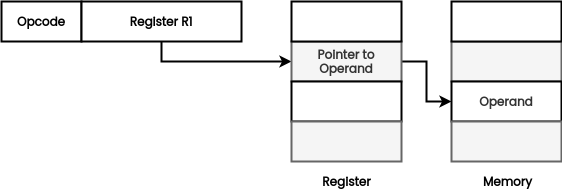 Opcode
Register R1
Pointer to
Operand
Operand
Register
Memory